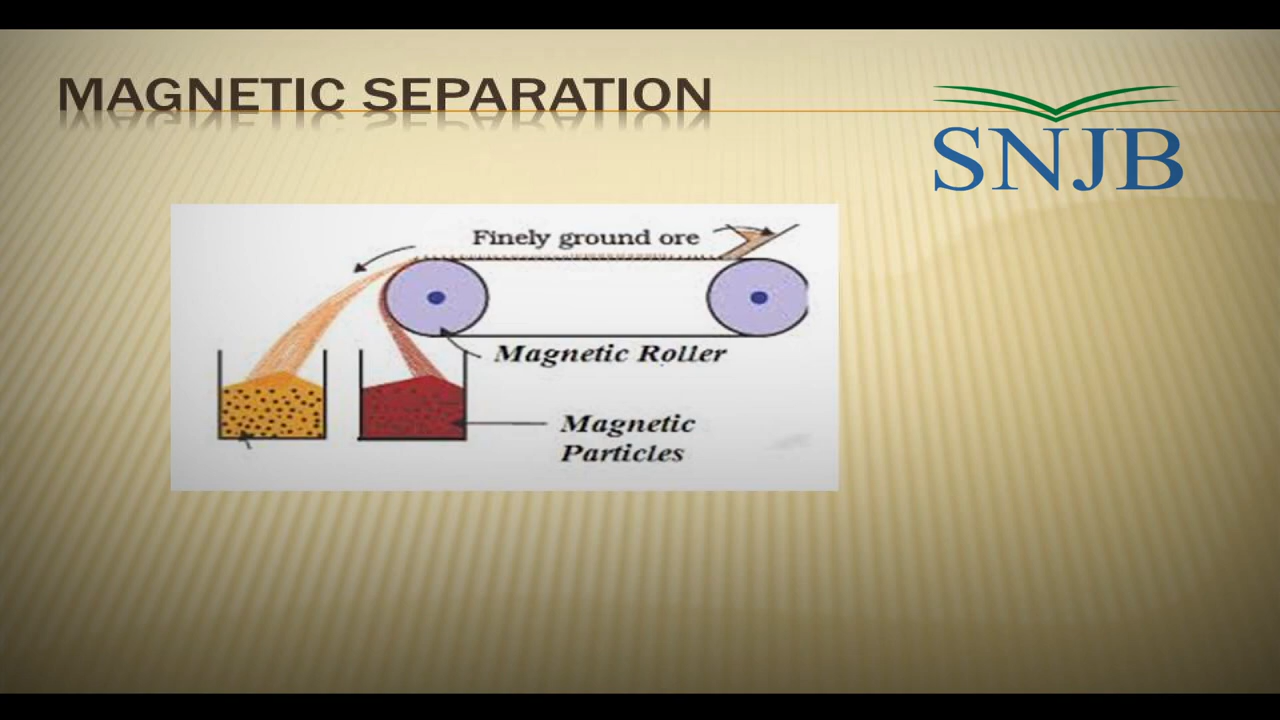 MAGNETIC SEPARATION
SNJB
Finely ground ore
Magnetic Roller
Magnetic
Particles